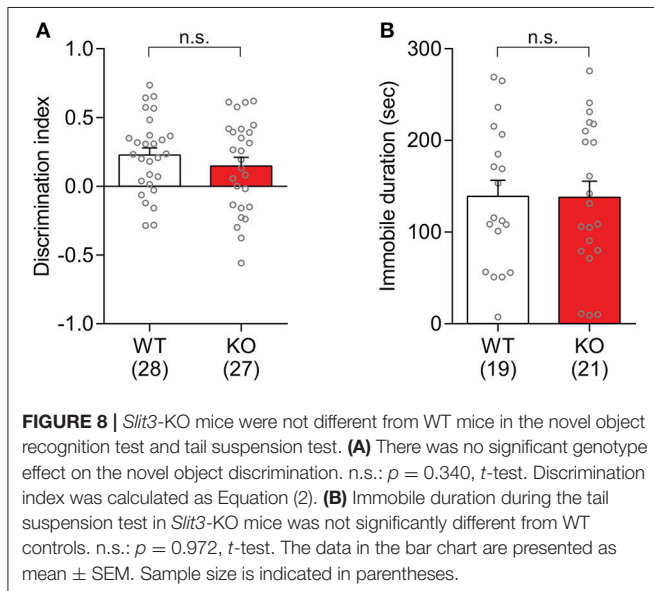 A
n.s.
Discrimination index
1.0
0.5
0.0
-0.5
-1.0
WT
(28)
KO
(27)
B
n.s.
Immobile duration (sec)
300
200
100
0
WT
(19)
KO
(21)
FIGURE 8 | Slit3-KO mice were not different from WT mice in the novel object
recognition test and tail suspension test. (A) There was no significant genotype
effect on the novel object discrimination. n.s.: p = 0.340, t-test. Discrimination
index was calculated as Equation (2). (B) Immobile duration during the tail
suspension test in Slit3-KO mice was not significantly different from WT
controls. n.s.: p = 0.972, t-test. The data in the bar chart are presented as
mean ± SEM. Sample size is indicated in parentheses.